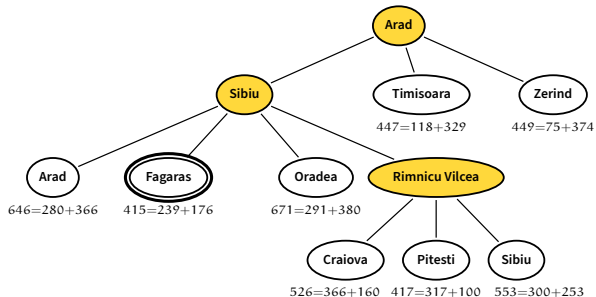 Arad
Sibiu
Timisoara
Zerind
447=118+329
449=75+374
Arad
Fagaras
Oradea
Rimnicu Vilcea
646=280+366
415=239+176
671=291+380
Craiova
Pitesti
Sibiu
526=366+160
417=317+100
553=300+253